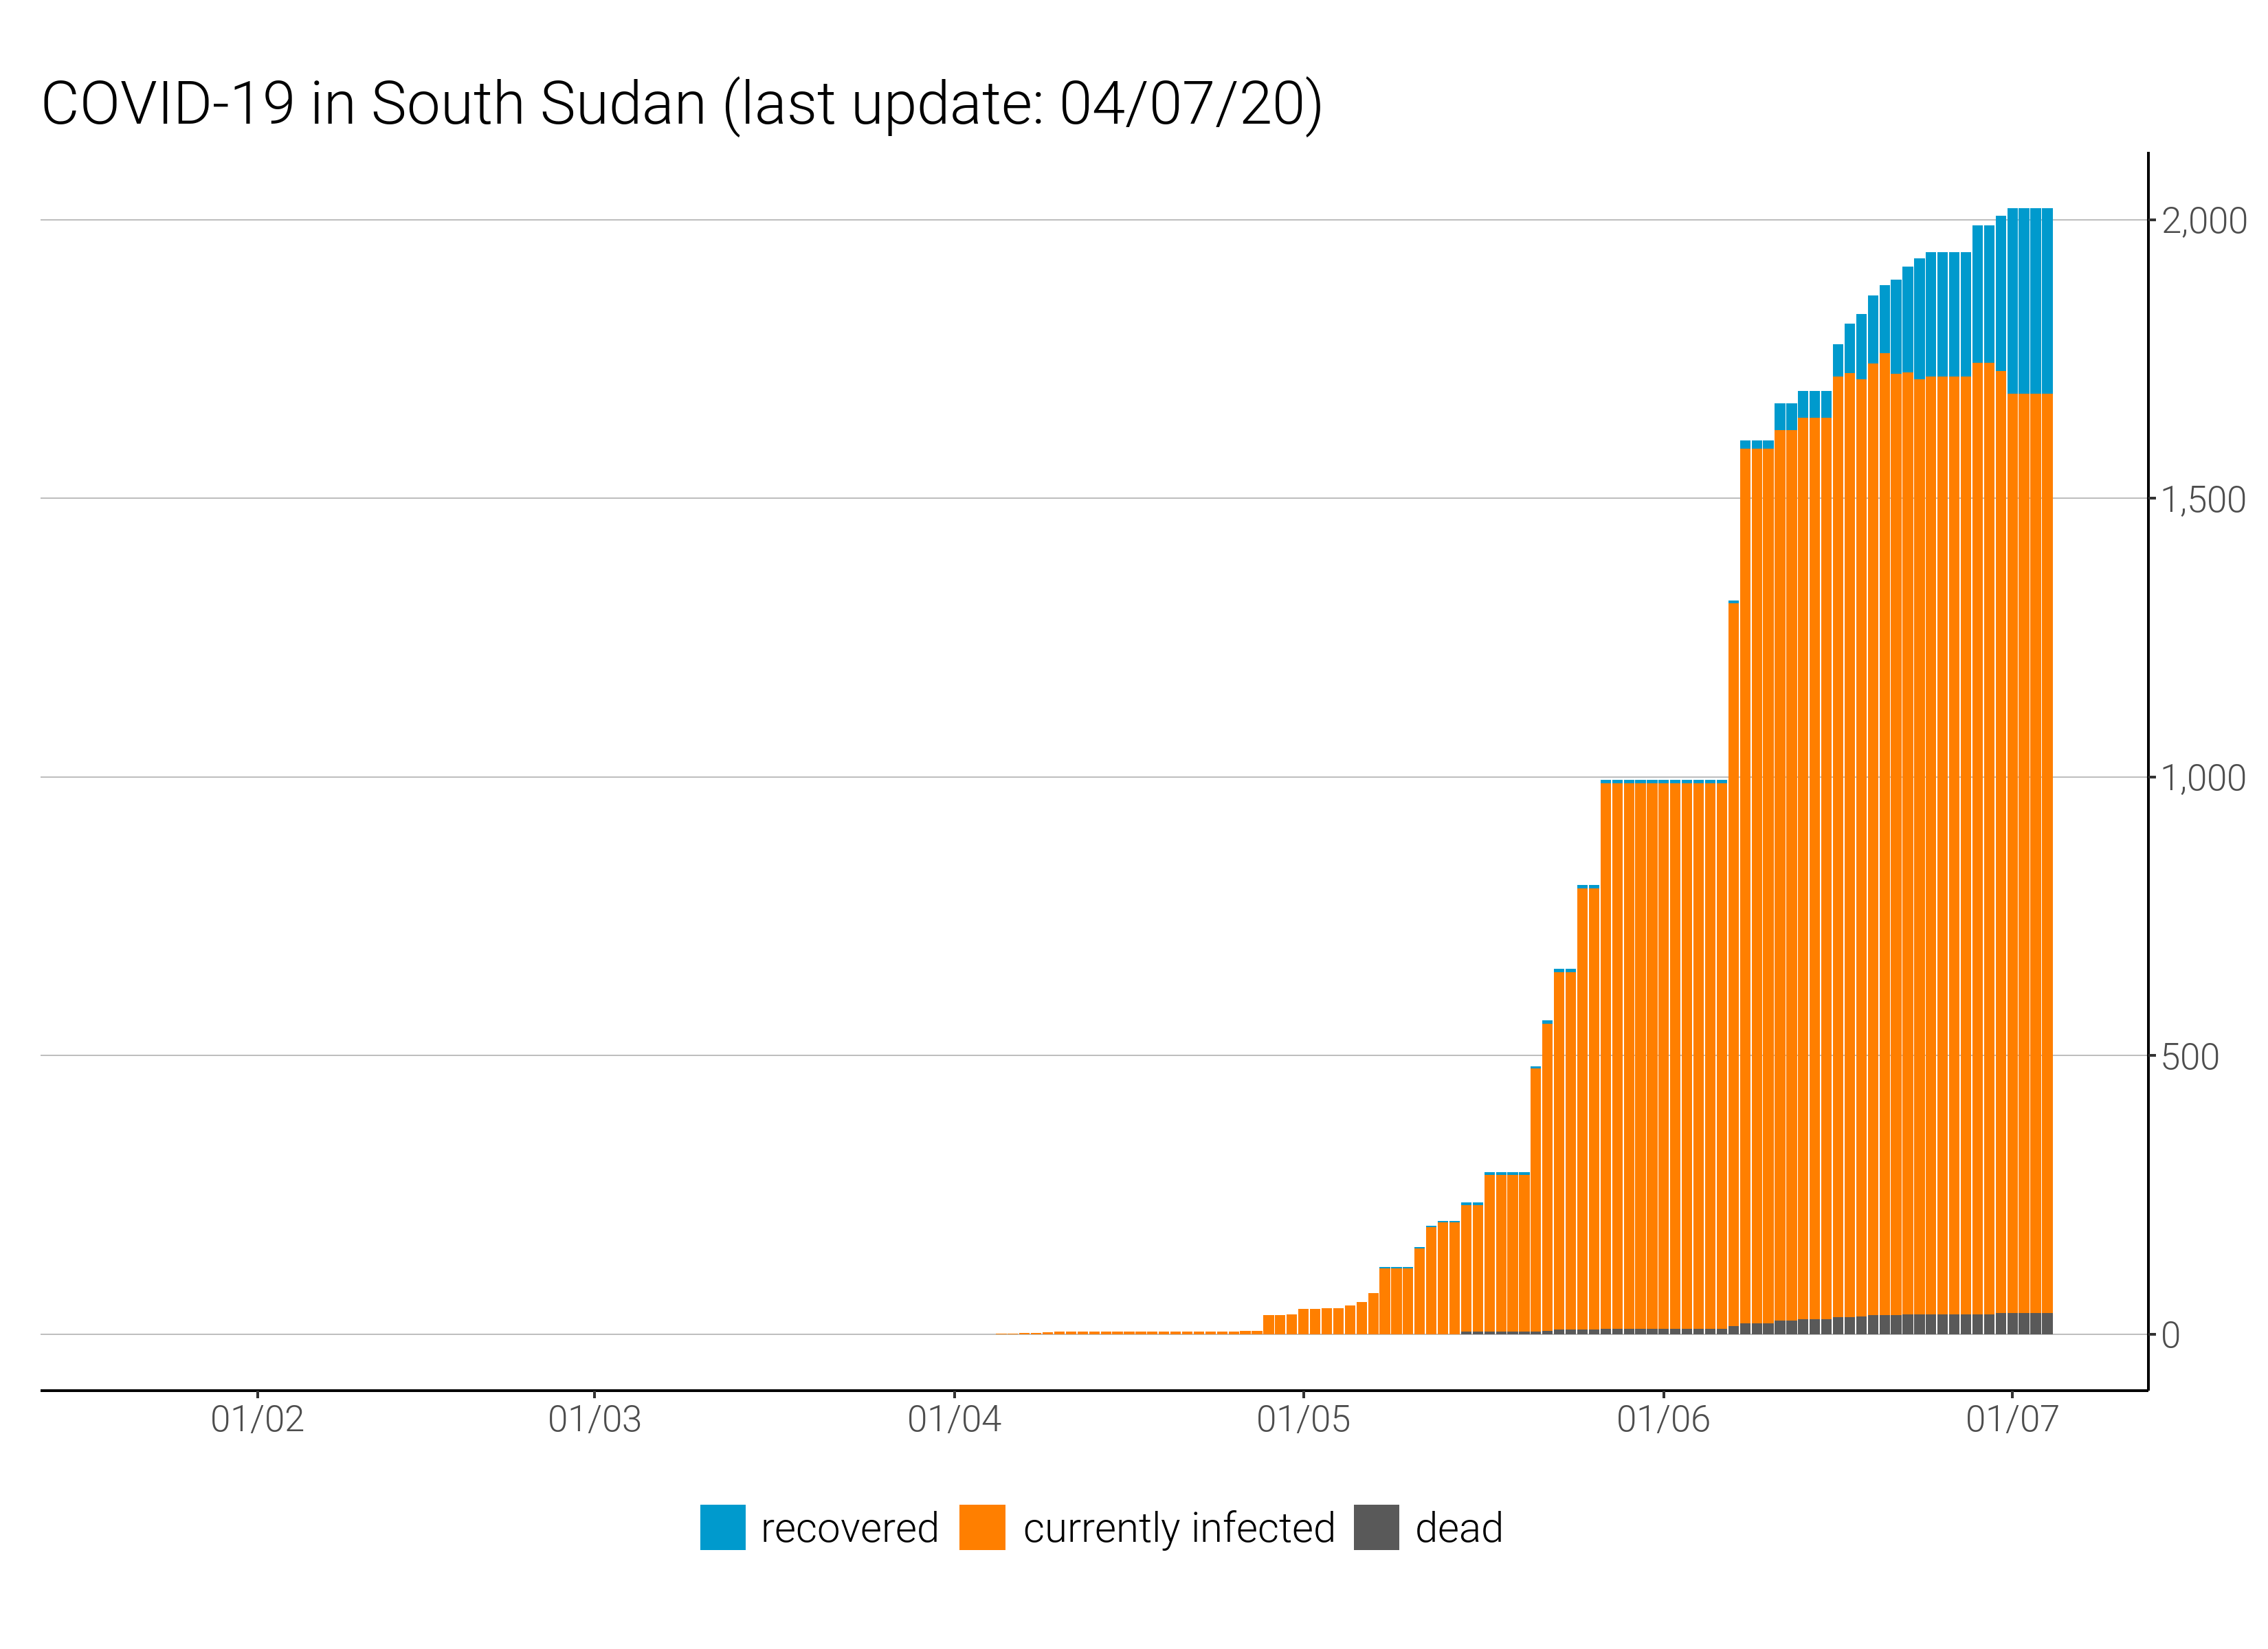 COVID-19 in South Sudan (last update: 04/07/20)
2,000
1,500
1,000
500
0
01/02 01/03 01/04 01/05 01/06 01/07
recovered currently infected dead